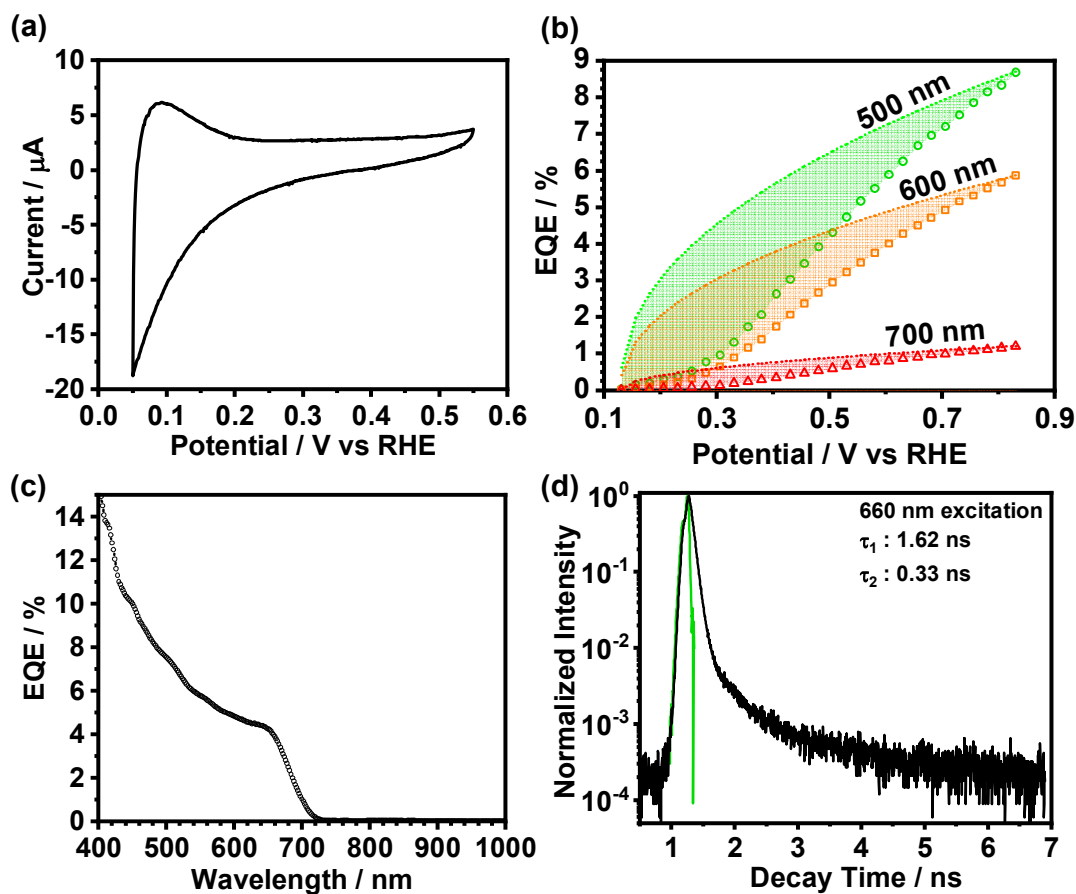 (a)
10
5
0
-5
-10
-15
-20
Current / μA
0.0 0.1 0.2 0.3 0.4 0.5 0.6
Potential / V vs RHE
(b)
9
8
7
6
5
4
3
2
1
0
EQE / %
500 nm
600 nm
700 nm
0.1 0.3 0.5 0.7 0.9
Potential / V vs RHE
(c)
14
12
10
8
6
4
2
0
EQE / %
400 500 600 700 800 900 1000
Wavelength / nm
(d)
10⁰
10⁻¹
10⁻²
10⁻³
10⁻⁴
Normalized Intensity
660 nm excitation
τ₁ : 1.62 ns
τ₂ : 0.33 ns
1 2 3 4 5 6 7
Decay Time / ns